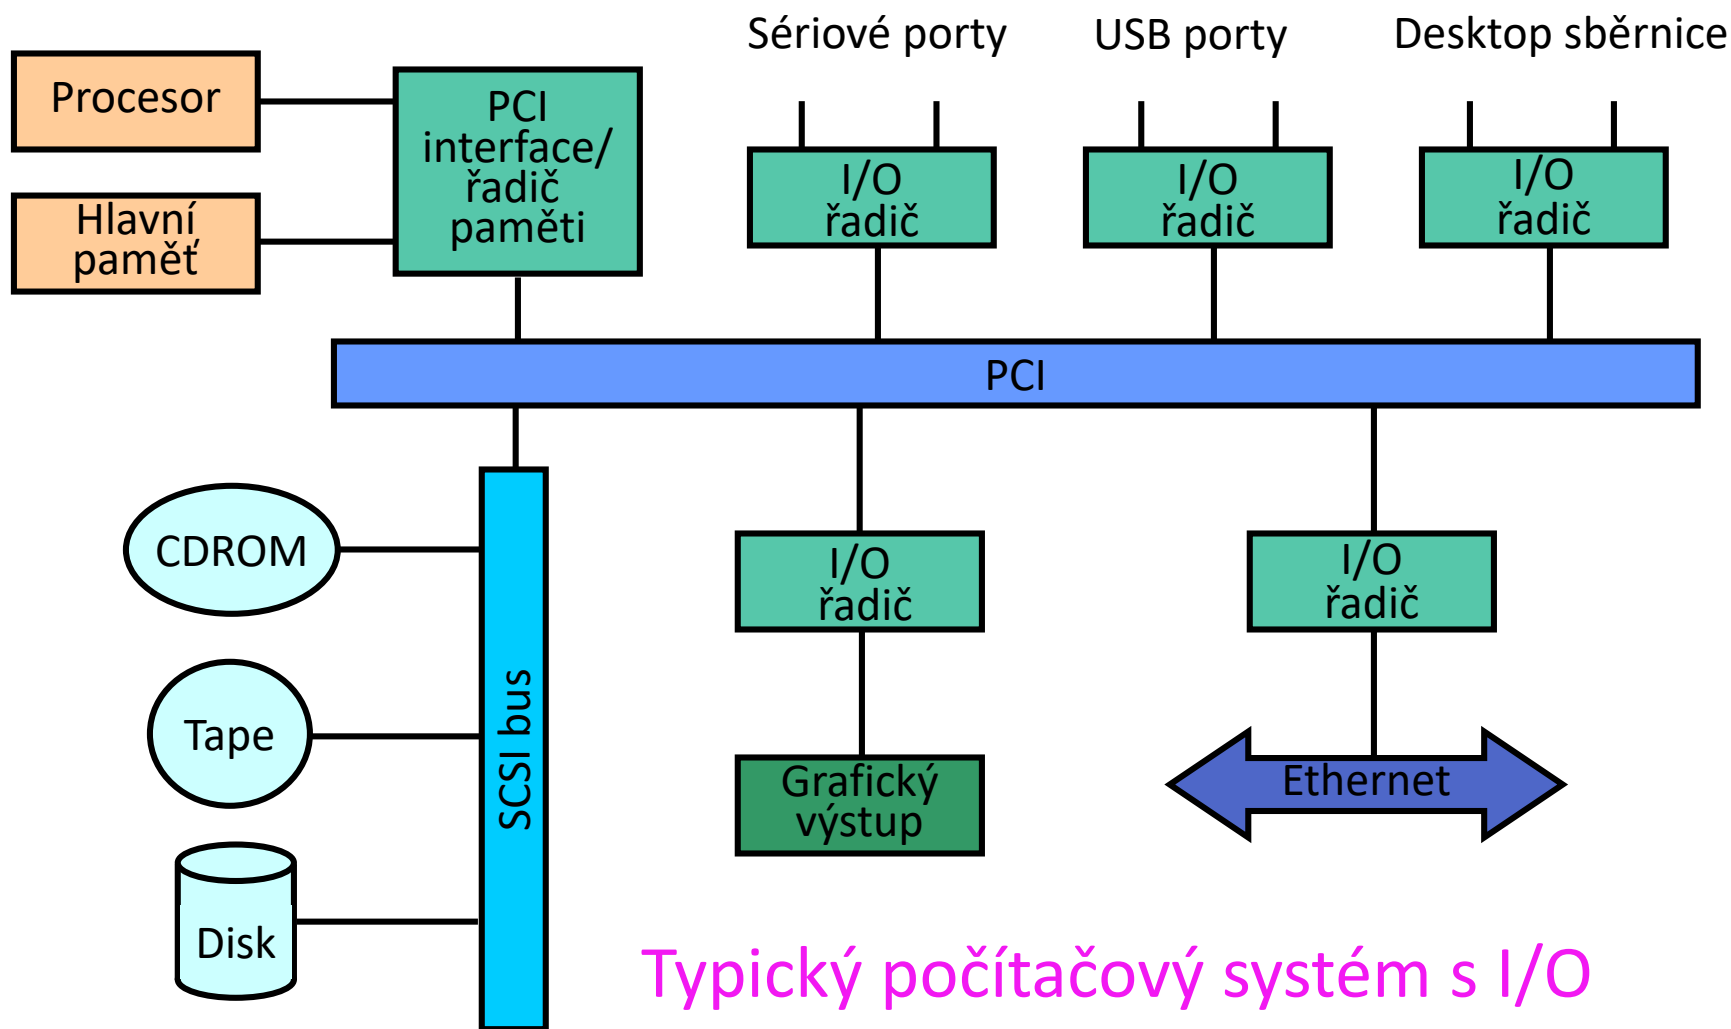 Sériové porty
USB porty
Desktop sběrnice
Procesor
PCI
interface/
řadič
paměti
Hlavní
paměť
I/O
řadič
I/O
řadič
I/O
řadič
PCI
CDROM
Tape
Disk
SCSI bus
I/O
řadič
I/O
řadič
Grafický
výstup
Ethernet
Typický počítačový systém s I/O